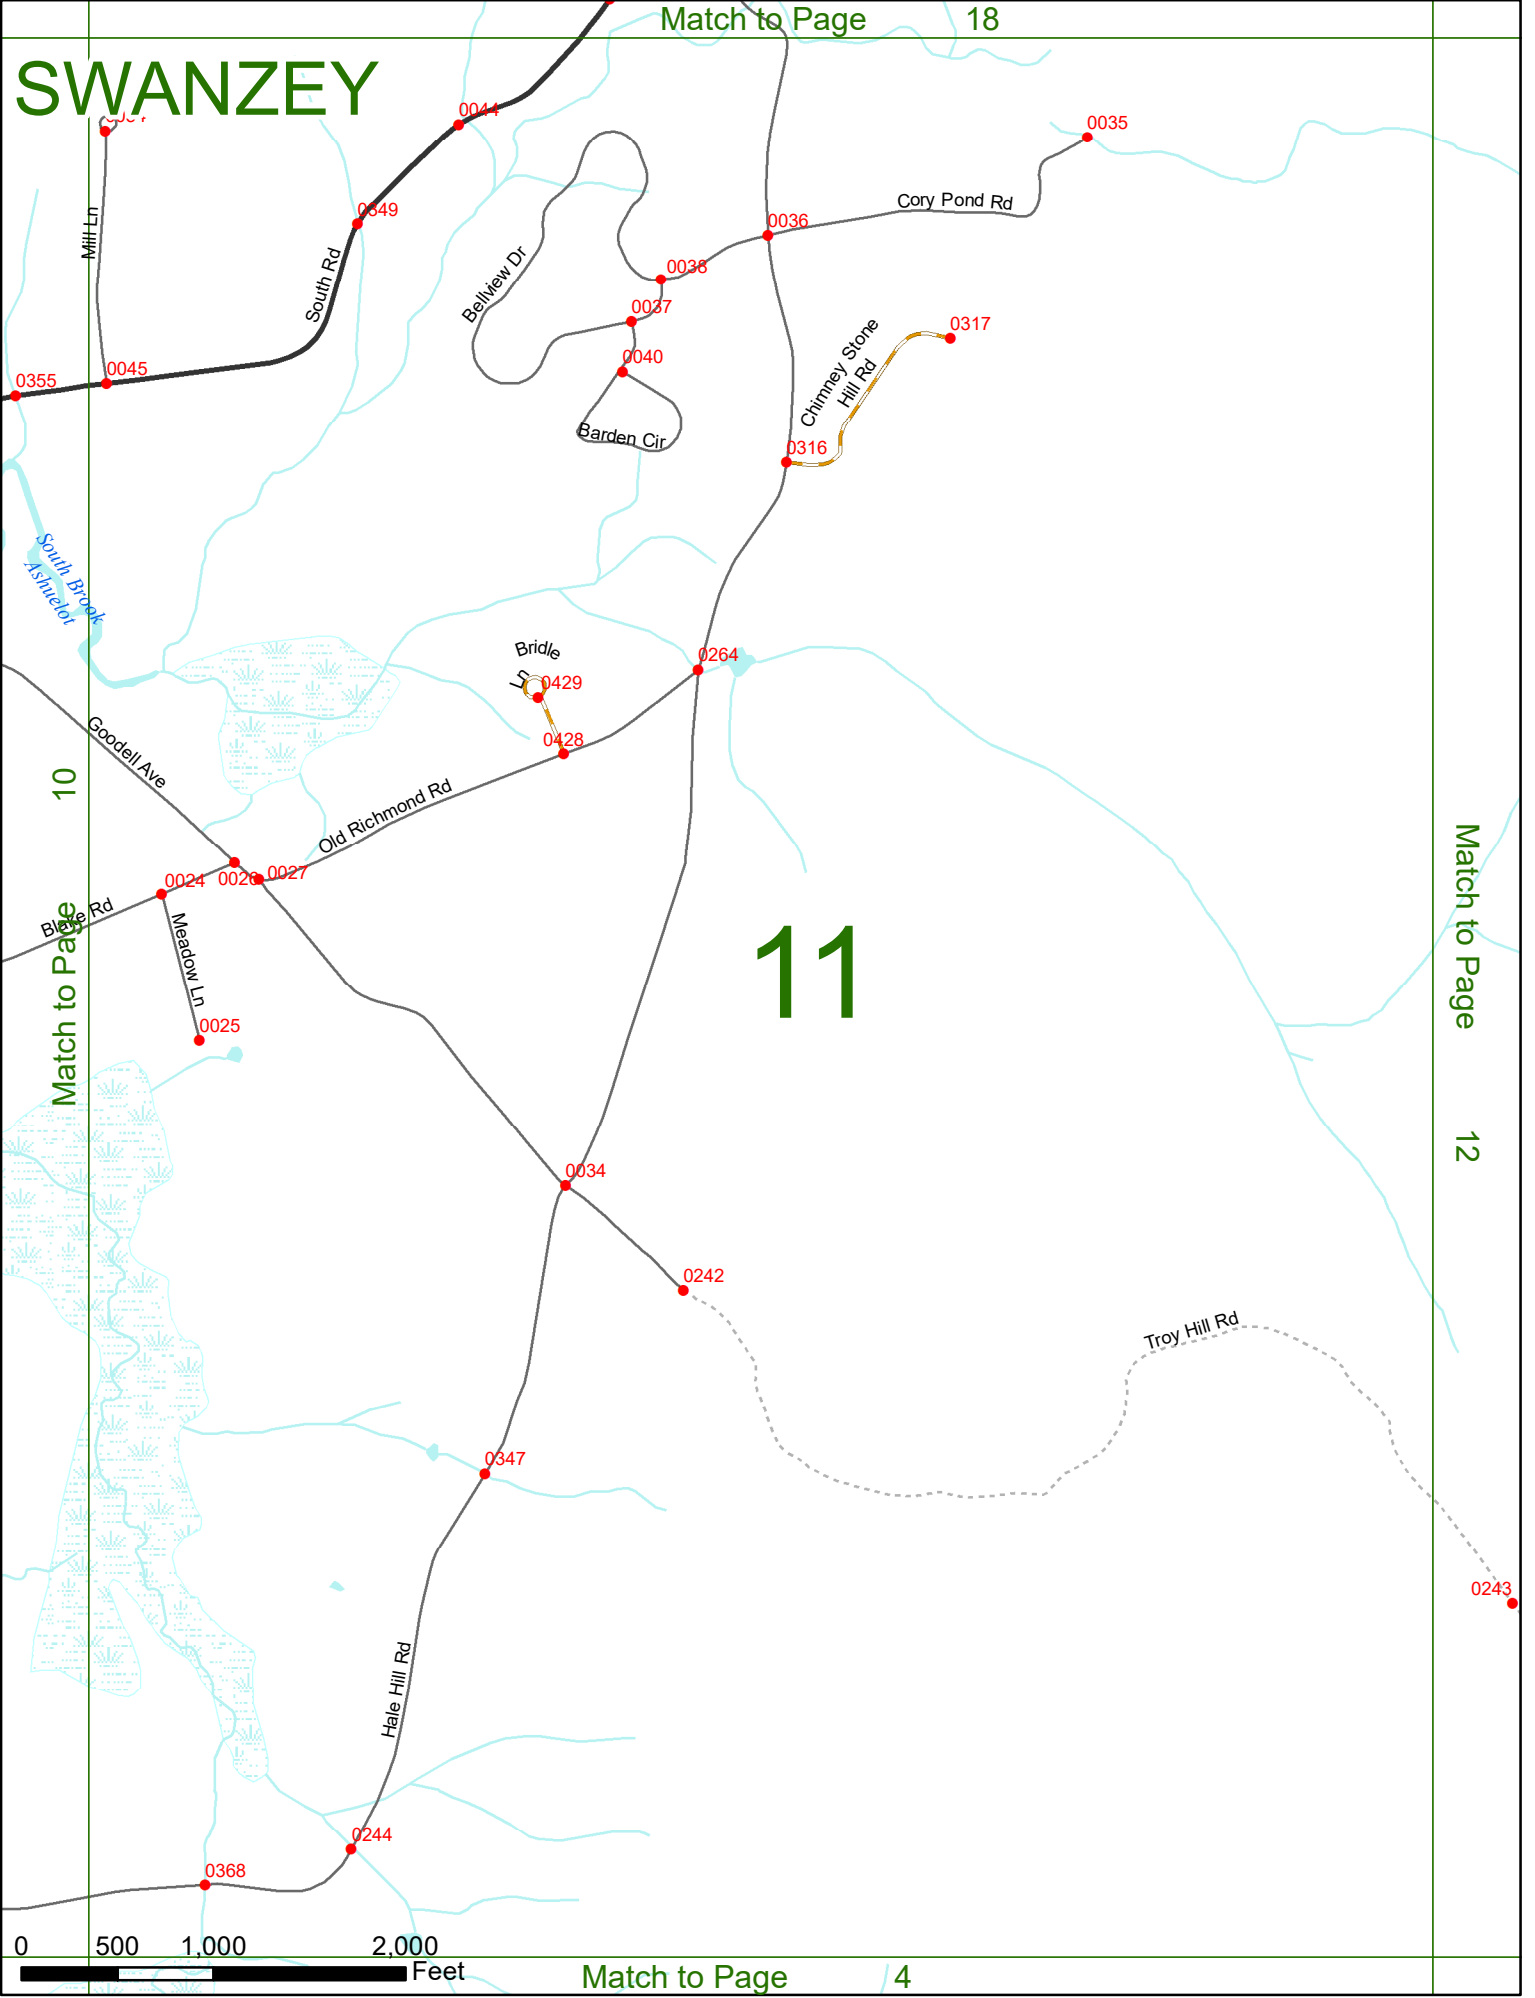 Match to Page 18
SWANZEY
0044
0035
0349
Cory Pond Rd
Mill Ln
0036
South Rd
Bellview Dr
0038
0037
Chimney Stone
Hill Rd
0317
0040
0045
0355
Barden Cir
0316
South Brook
Ashuelot
Bridle
Ln
0264
0429
Goodell Ave
0428
Match to Page 10
Old Richmond Rd
Match to Page 12
0024
0026
0027
Blake Rd
Meadow Ln
11
0025
0034
0242
Troy Hill Rd
0347
0243
Hale Hill Rd
0244
0368
0 500 1,000 2,000
Feet
Match to Page 4